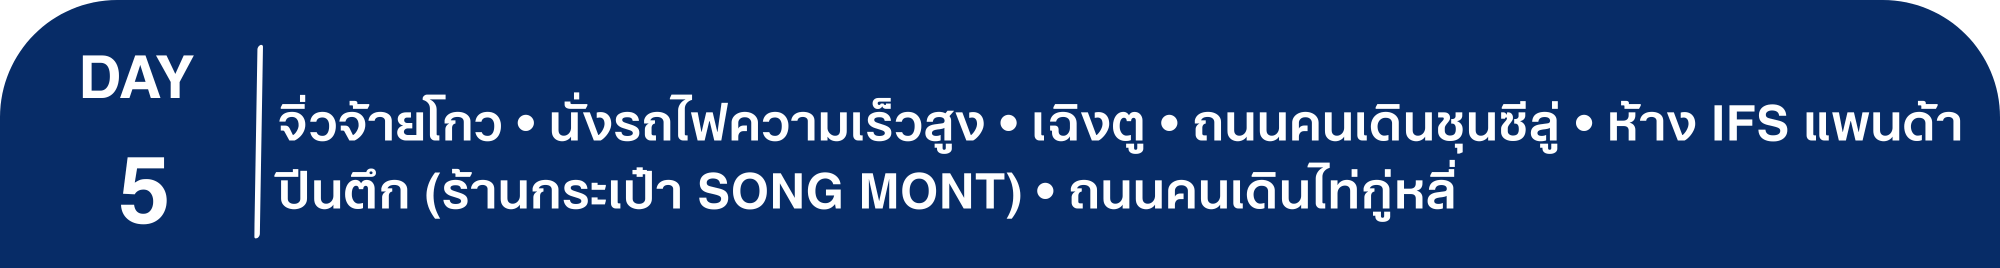 DAY
5
จิ่วจ้ายโกว • นั่งรถไฟความเร็วสูง • เฉิงตู • ถนนคนเดินชุนซีลู่ • ห้าง IFS แพนด้า
ปีนตึก (ร้านกระเป๋า SONG MONT) • ถนนคนเดินไท่กู่หลี่